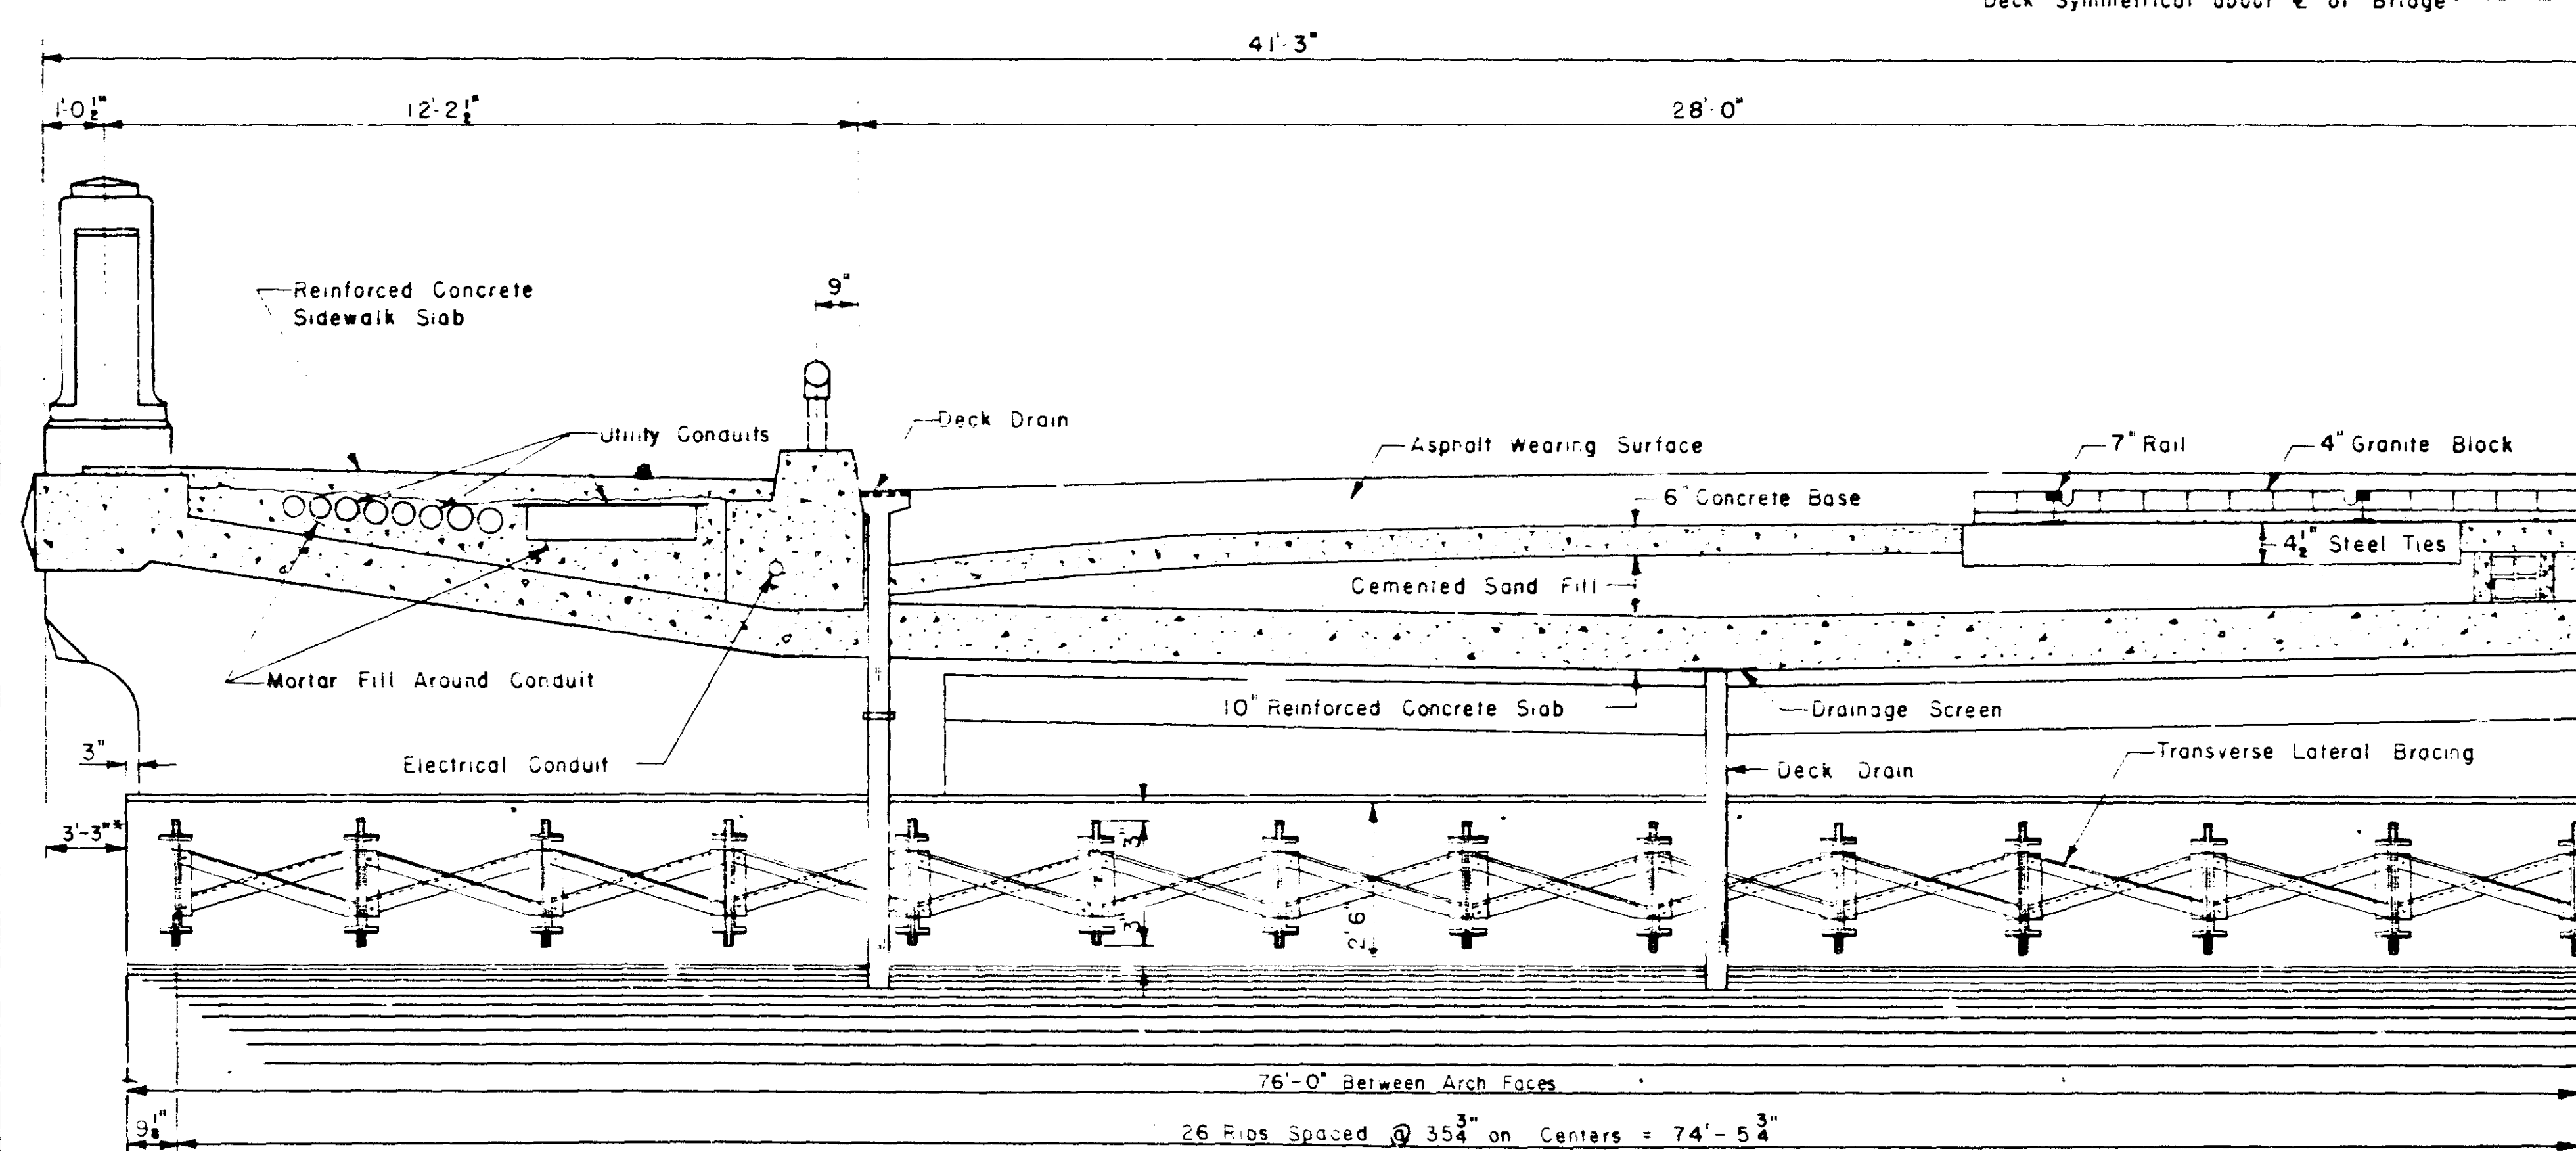 Deck Symmetrical about ℄ of Bridge
41'-3"
1'-0½"
12'-2½"
28'-0"
9"
Reinforced Concrete
Sidewalk Slab
Utility Conduits
Deck Drain
Asphalt Wearing Surface
7" Rail
4" Granite Block
6" Concrete Base
4½" Steel Ties
Cemented Sand Fill
Mortar Fill Around Conduit
10" Reinforced Concrete Slab
Drainage Screen
3"
Electrical Conduit
Deck Drain
Transverse Lateral Bracing
3'-3"*
3"
3"
2'6"
76'-0" Between Arch Faces
9⅛"
26 Ribs Spaced @ 35¾" on Centers = 74'-5¾"